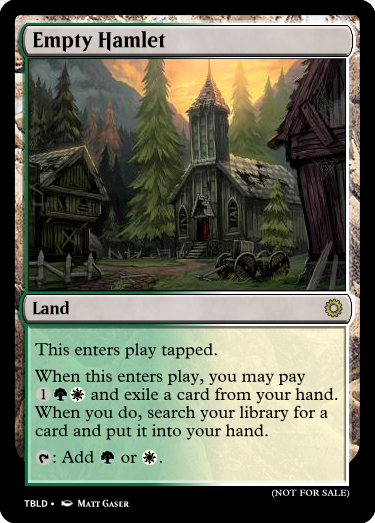 Empty Hamlet
Land
This enters play tapped.
When this enters play, you may pay
1 and exile a card from your hand.
When you do, search your library for a
card and put it into your hand.
: Add or .
(NOT FOR SALE)
TBLD • MATT GASER